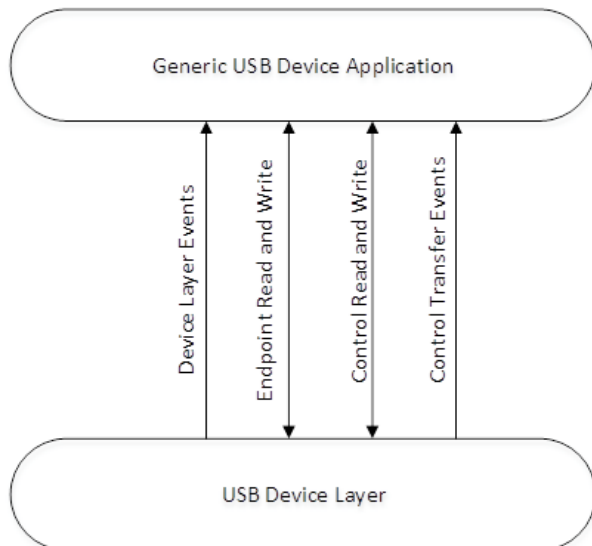 Generic USB Device Application
Device Layer Events
Endpoint Read and Write
Control Read and Write
Control Transfer Events
USB Device Layer